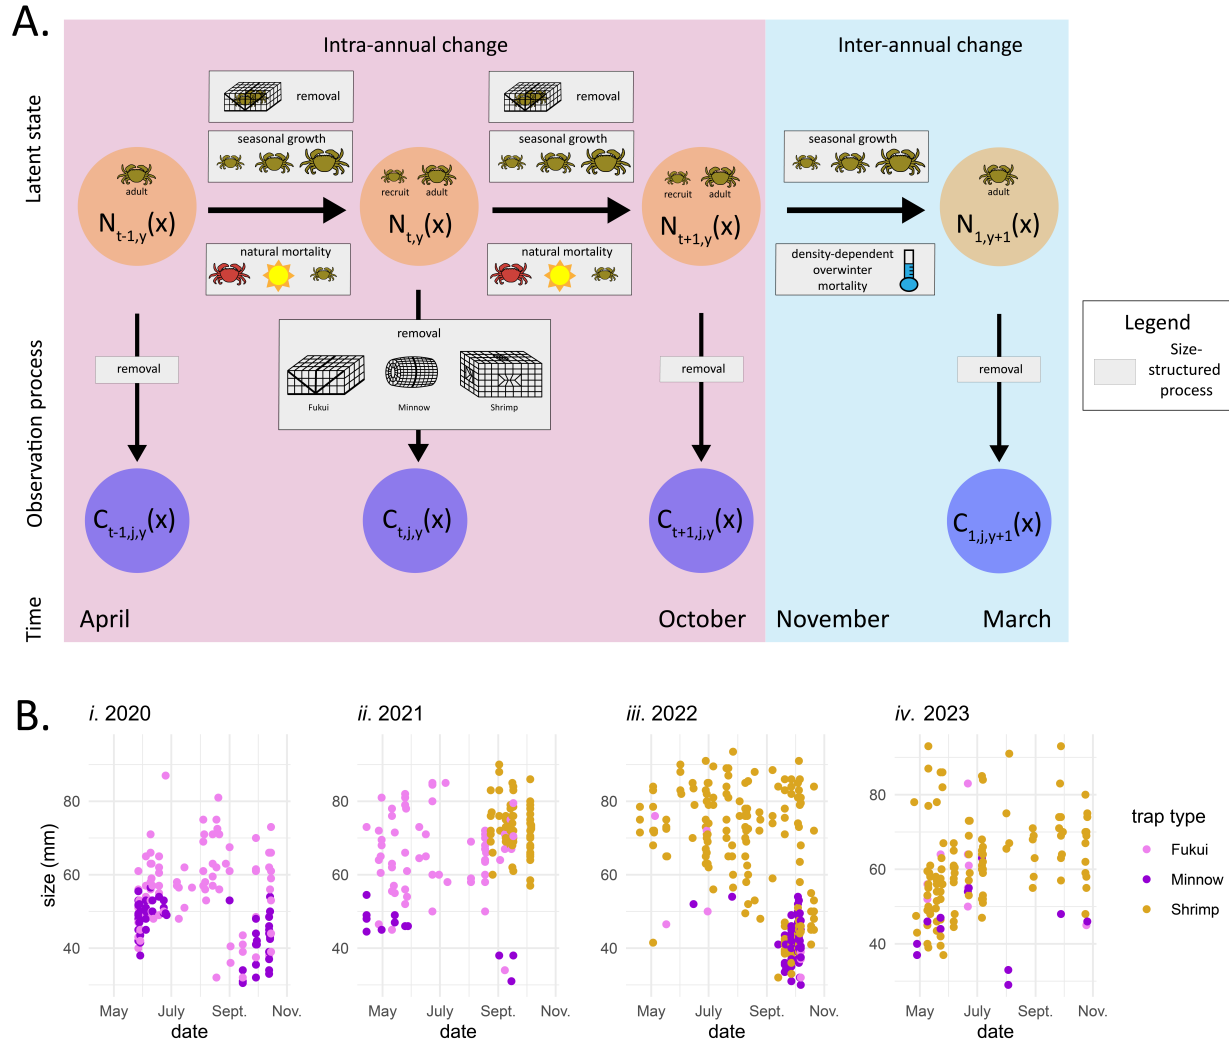 A.
Intra-annual change
Inter-annual change
Latent state
removal
removal
seasonal growth
seasonal growth
seasonal growth
adult
N_{t-1,y}(x)
recruit
adult
N_{t,y}(x)
recruit
adult
N_{t+1,y}(x)
adult
N_{1,y+1}(x)
natural mortality
natural mortality
density-dependent
overwinter
mortality
Observation process
removal
removal
Fukui
Minnow
Shrimp
removal
removal
Legend
Size-
structured
process
C_{t-1,j,y}(x)
C_{t,j,y}(x)
C_{t+1,j,y}(x)
C_{1,j,y+1}(x)
Time
April
October
November
March
B.
i. 2020
ii. 2021
iii. 2022
iv. 2023
size (mm)
80
60
40
May
July
Sept.
Nov.
date
80
60
40
May
July
Sept.
Nov.
date
80
60
40
May
July
Sept.
Nov.
date
80
60
40
May
July
Sept.
Nov.
date
trap type
Fukui
Minnow
Shrimp